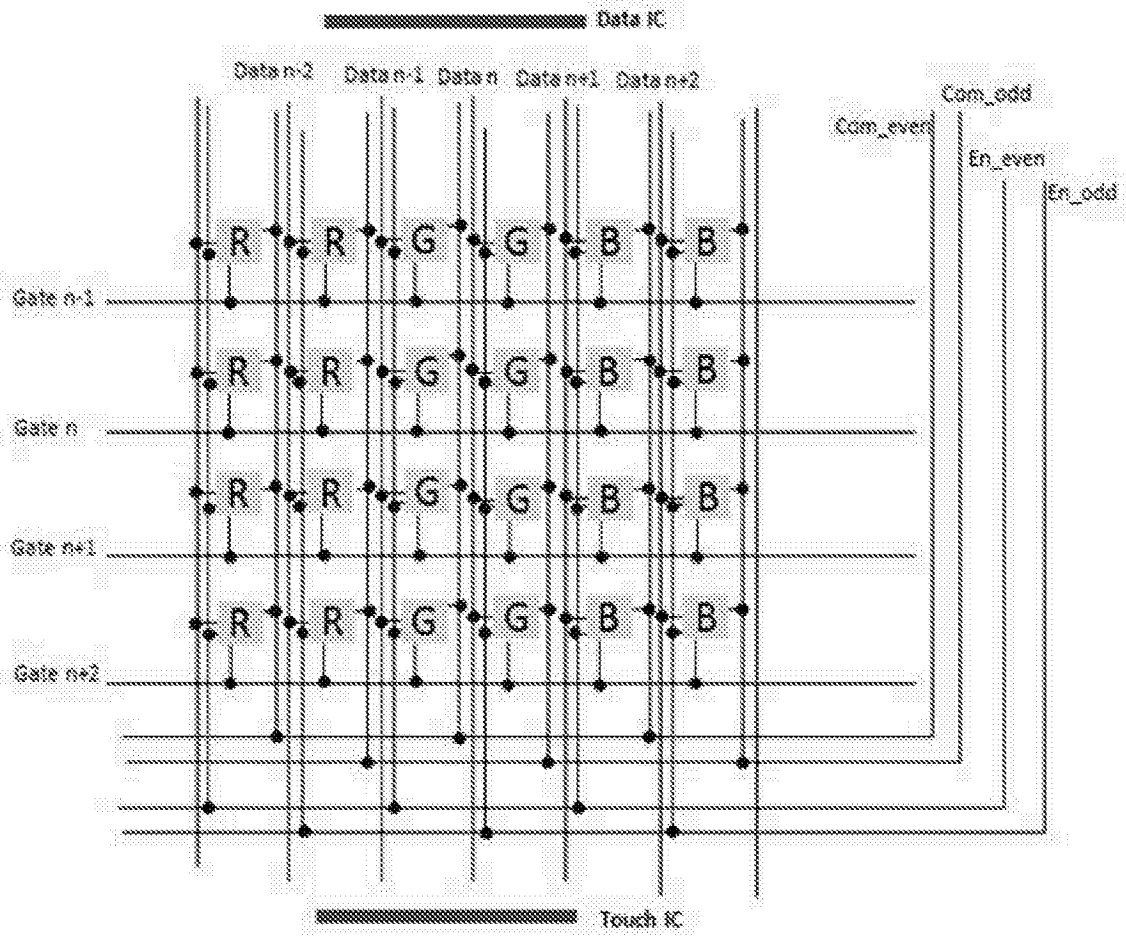 Data IC
Data n-2 Data n-1 Data n Data n+1 Data n+2
Com_odd
Com_even
En_even
En_odd
R R G G B B
Gate n-1
R R G G B B
Gate n
R R G G B B
Gate n+1
R R G G B B
Gate n+2
Touch IC